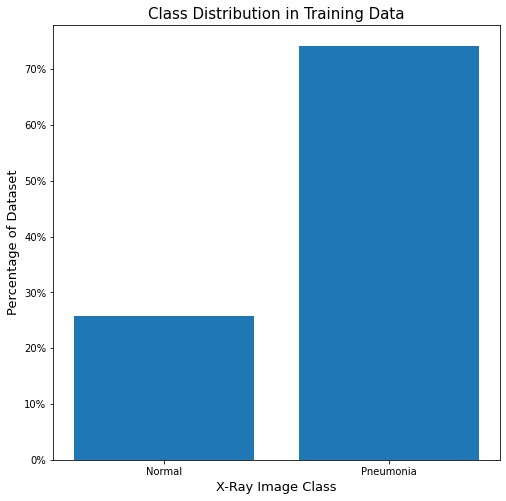 Class Distribution in Training Data
Percentage of Dataset
70%
60%
50%
40%
30%
20%
10%
0%
Normal
Pneumonia
X-Ray Image Class